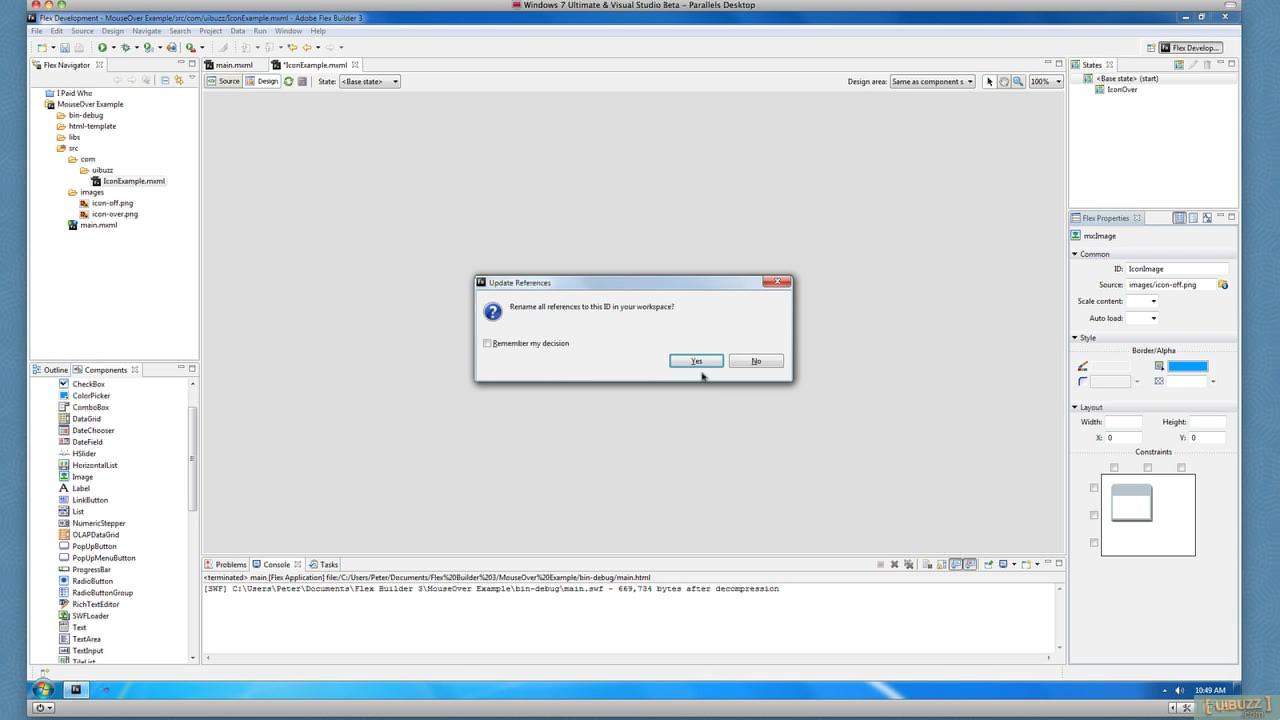 Windows 7 Ultimate & Visual Studio Beta – Parallels Desktop
Flex Development - MouseOver Example/src/com/uibuzz/IconExample.mxml - Adobe Flex Builder 3
File Edit Source Design Navigate Search Project Data Run Window Help
Flex Develop...
Flex Navigator
I Paid Who
MouseOver Example
bin-debug
html-template
libs
src
com
uibuzz
IconExample.mxml
images
icon-off.png
icon-over.png
main.mxml
Outline Components
CheckBox
ColorPicker
ComboBox
DataGrid
DateChooser
DateField
HSlider
HorizontalList
Image
Label
LinkButton
List
NumericStepper
OLAPDataGrid
PopUpButton
PopUpMenuButton
ProgressBar
RadioButton
RadioButtonGroup
RichTextEditor
SWFLoader
Text
TextArea
TextInput
TileList
main.mxml *IconExample.mxml
Source Design State: <Base state> Design area: Same as component s 100%
Update References
Rename all references to this ID in your workspace?
Remember my decision
Yes No
Problems Console Tasks
<terminated> main [Flex Application] file:/C:/Users/Peter/Documents/Flex%20Builder%203/MouseOver%20Example/bin-debug/main.html
[SWF] C:\Users\Peter\Documents\Flex Builder 3\MouseOver Example\bin-debug\main.swf - 669,734 bytes after decompression
States
<Base state> (start)
IconOver
Flex Properties
mx:Image
Common
ID: IconImage
Source: images/icon-off.png
Scale content:
Auto load:
Style
Border/Alpha
Layout
Width: Height:
X: 0 Y: 0
Constraints
10:49 AM
[UiBUZZ]
.com